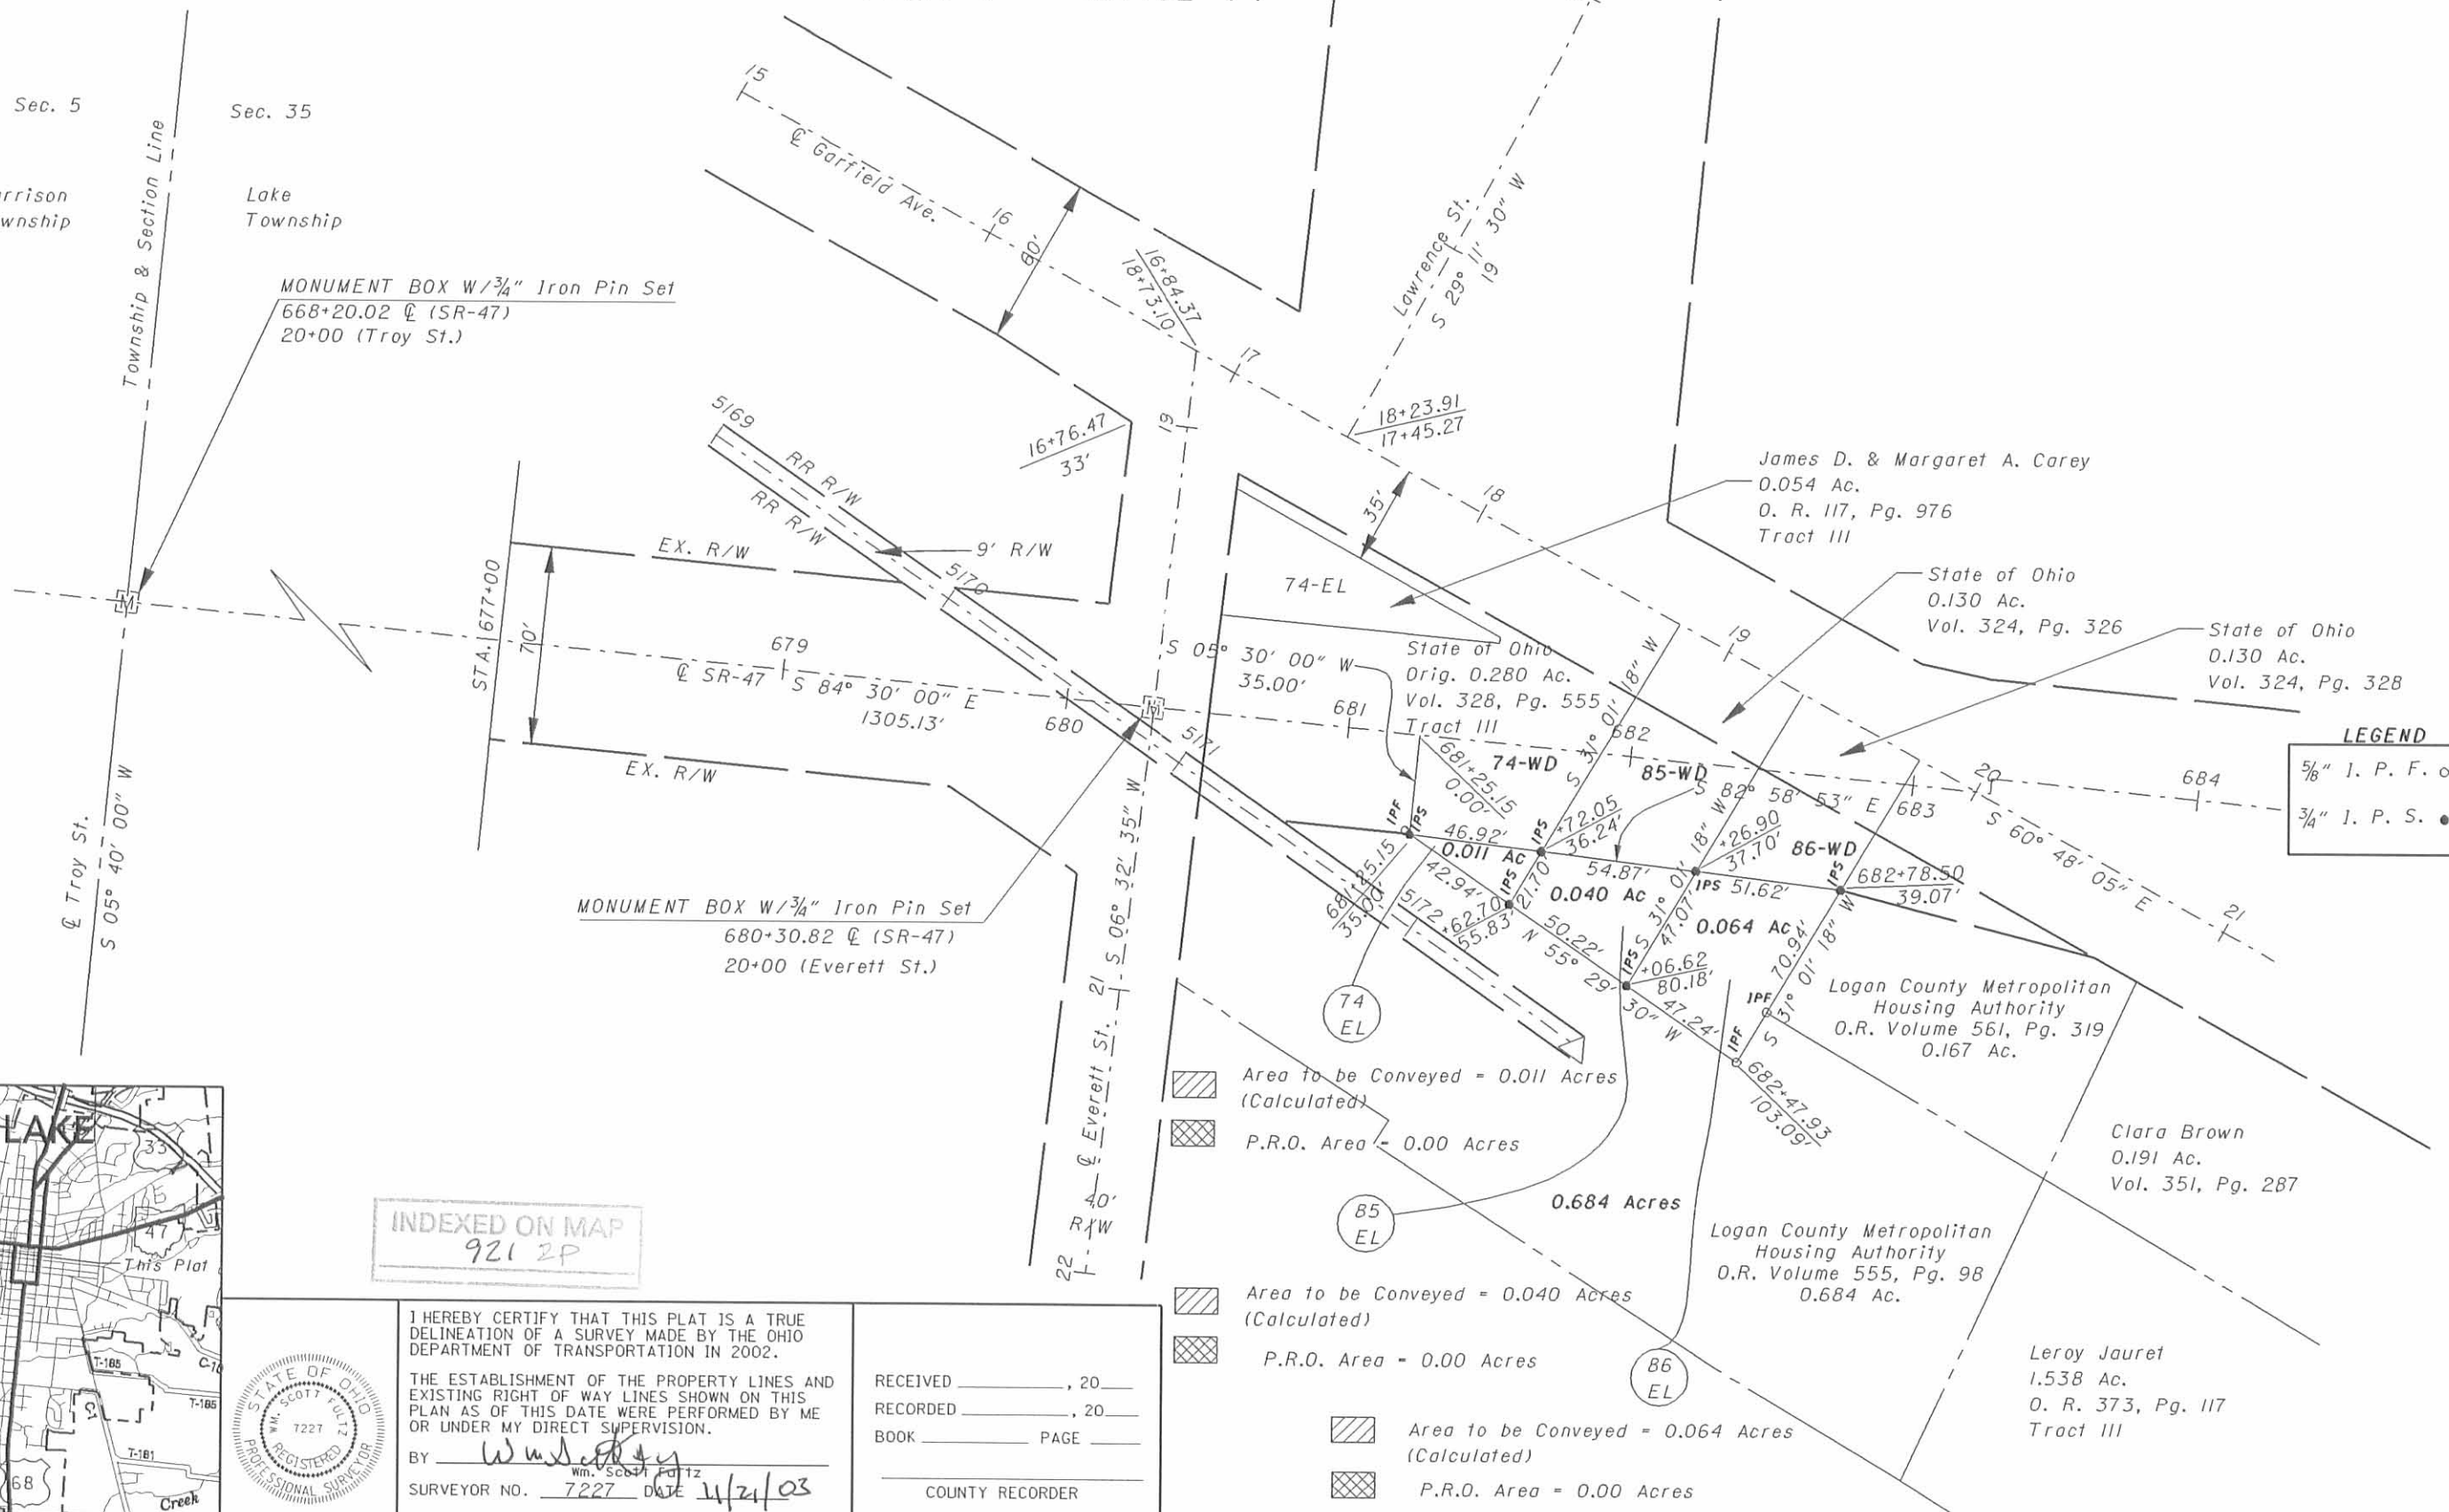 Sec. 5
Sec. 35
Township & Section Line
Lake
Township
MONUMENT BOX W/¾" Iron Pin Set
668+20.02 ℄ (SR-47)
20+00 (Troy St.)
℄ Troy St.
S 05° 40' 00" W
15
℄ Garfield Ave.
16
60'
16+84.37
18+73.10
17
Lawrence St.
S 29° 11' 30" W
19
18+23.91
17+45.27
18
35'
19
16+76.47
33'
5169
RR R/W
RR R/W
9' R/W
5170
EX. R/W
STA. 677+00
70'
679
℄ SR-47
S 84° 30' 00" E
1305.13'
680
EX. R/W
MONUMENT BOX W/¾" Iron Pin Set
680+30.82 ℄ (SR-47)
20+00 (Everett St.)
S 06° 32' 35" W
21
℄ Everett St.
40'
R/W
22
James D. & Margaret A. Carey
0.054 Ac.
O. R. 117, Pg. 976
Tract III
74-EL
State of Ohio
0.130 Ac.
Vol. 324, Pg. 326
State of Ohio
0.130 Ac.
Vol. 324, Pg. 328
S 05° 30' 00" W
35.00'
State of Ohio
Orig. 0.280 Ac.
Vol. 328, Pg. 555
Tract III
681
S 31° 01' 18" W
682
19
74-WD
85-WD
681+25.15
0.00'
S 82° 58' 53" E
683
20
684
S 60° 48' 05" E
21
LEGEND
⅝" I. P. F. ○
¾" I. P. S. ●
5171
IPF
IPS
46.92'
0.011 AC
IPS
+72.05
36.24'
01' 18" W
+26.90
37.70'
86-WD
IPS
682+78.50
39.07'
681+25.15
35.00'
42.94'
IPS
21.70'
54.87'
0.040 Ac
IPS
51.62'
5172
+62.70
55.83'
50.22'
N 55° 29' 30" W
S 31°
47.07'
0.064 AC
70.94'
S 31° 01' 18" W
IPS
+06.62
80.18'
47.24'
IPF
IPF
682+47.93
103.09'
Logan County Metropolitan
Housing Authority
O.R. Volume 561, Pg. 319
0.167 Ac.
74
EL
Area to be Conveyed = 0.011 Acres
(Calculated)
P.R.O. Area = 0.00 Acres
85
EL
0.684 Acres
Clara Brown
0.191 Ac.
Vol. 351, Pg. 287
Logan County Metropolitan
Housing Authority
O.R. Volume 555, Pg. 98
0.684 Ac.
Area to be Conveyed = 0.040 Acres
(Calculated)
P.R.O. Area = 0.00 Acres
86
EL
Leroy Jauret
1.538 Ac.
O. R. 373, Pg. 117
Tract III
Area to be Conveyed = 0.064 Acres
(Calculated)
P.R.O. Area = 0.00 Acres
LAKE
33
47
This Plat
T-185
T-185
T-181
68
Creek
INDEXED ON MAP
921 2P
STATE OF OHIO
WM. SCOTT FULTZ
7227
REGISTERED
PROFESSIONAL SURVEYOR
I HEREBY CERTIFY THAT THIS PLAT IS A TRUE
DELINEATION OF A SURVEY MADE BY THE OHIO
DEPARTMENT OF TRANSPORTATION IN 2002.
THE ESTABLISHMENT OF THE PROPERTY LINES AND
EXISTING RIGHT OF WAY LINES SHOWN ON THIS
PLAN AS OF THIS DATE WERE PERFORMED BY ME
OR UNDER MY DIRECT SUPERVISION.
BY
Wm. Scott Fultz
SURVEYOR NO. 7227 DATE 11/21/03
RECEIVED , 20
RECORDED , 20
BOOK PAGE
COUNTY RECORDER